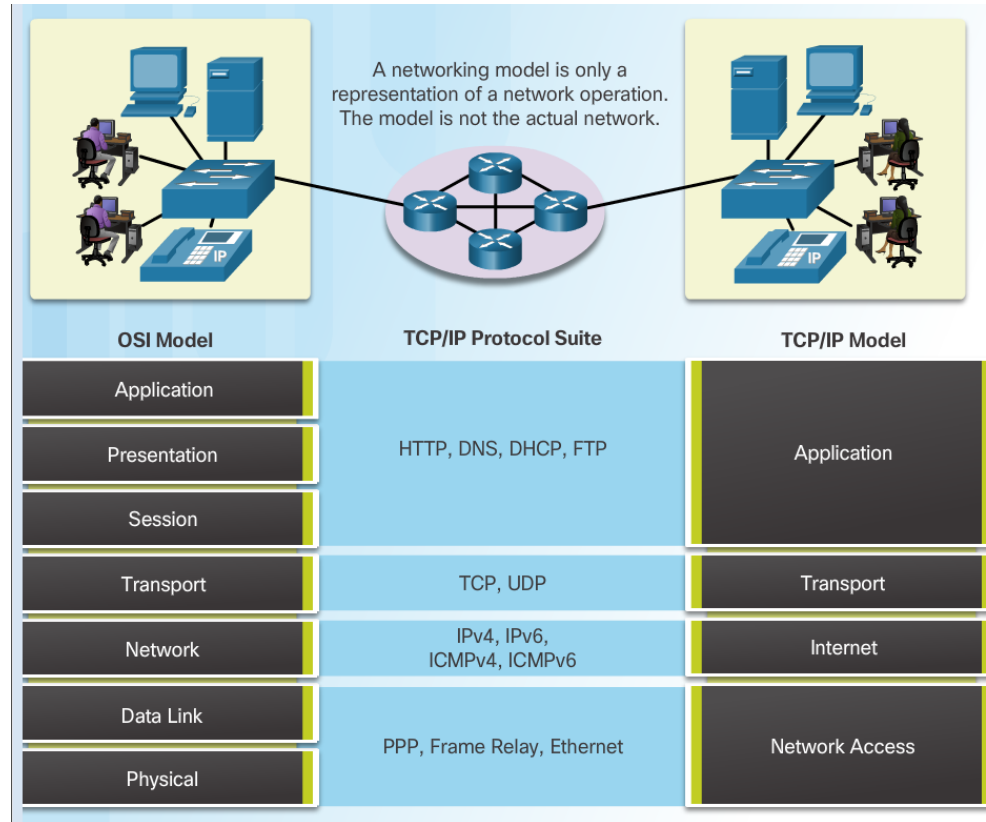 A networking model is only a
representation of a network operation.
The model is not the actual network.
IP
IP
OSI Model
TCP/IP Protocol Suite
TCP/IP Model
Application
Presentation
Session
Transport
Network
Data Link
Physical
HTTP, DNS, DHCP, FTP
TCP, UDP
IPv4, IPv6,
ICMPv4, ICMPv6
PPP, Frame Relay, Ethernet
Application
Transport
Internet
Network Access